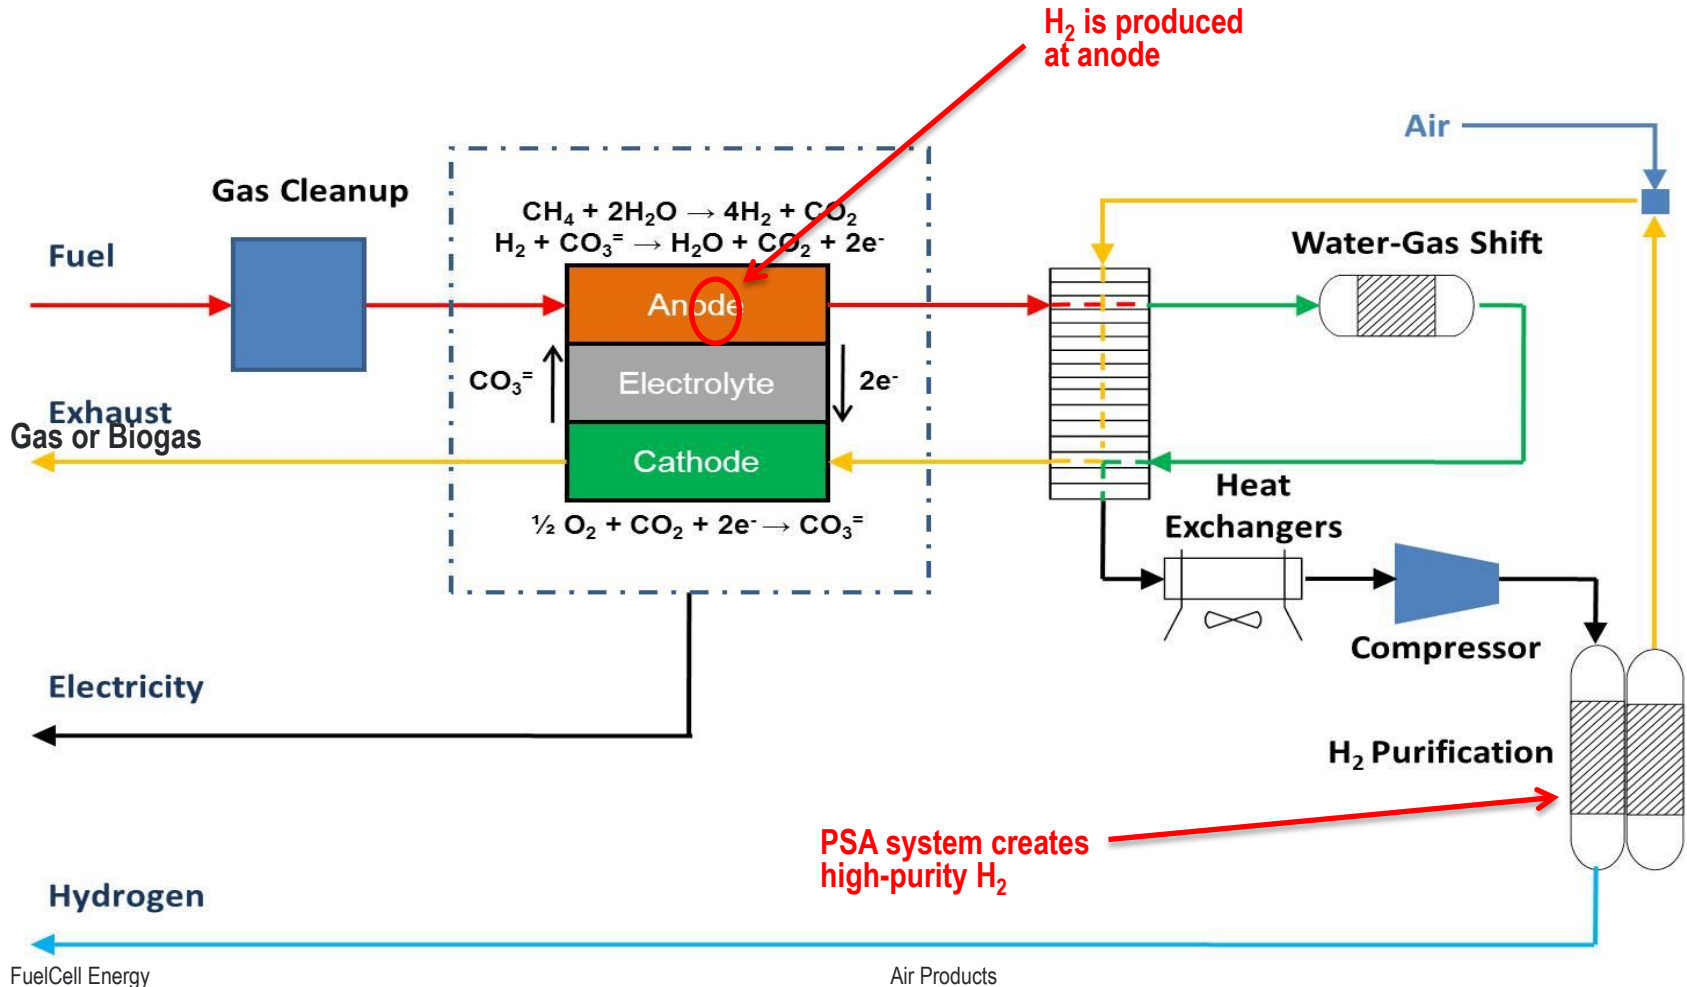 H₂ is produced
at anode
Air
Gas Cleanup
CH₄ + 2H₂O → 4H₂ + CO₂
H₂ + CO₃⁼ → H₂O + CO₂ + 2e⁻
Water-Gas Shift
Fuel
Anode
CO₃⁼
Electrolyte
2e⁻
Exhaust
Gas or Biogas
Cathode
½ O₂ + CO₂ + 2e⁻ → CO₃⁼
Heat
Exchangers
Compressor
Electricity
H₂ Purification
PSA system creates
high-purity H₂
Hydrogen
FuelCell Energy
Air Products